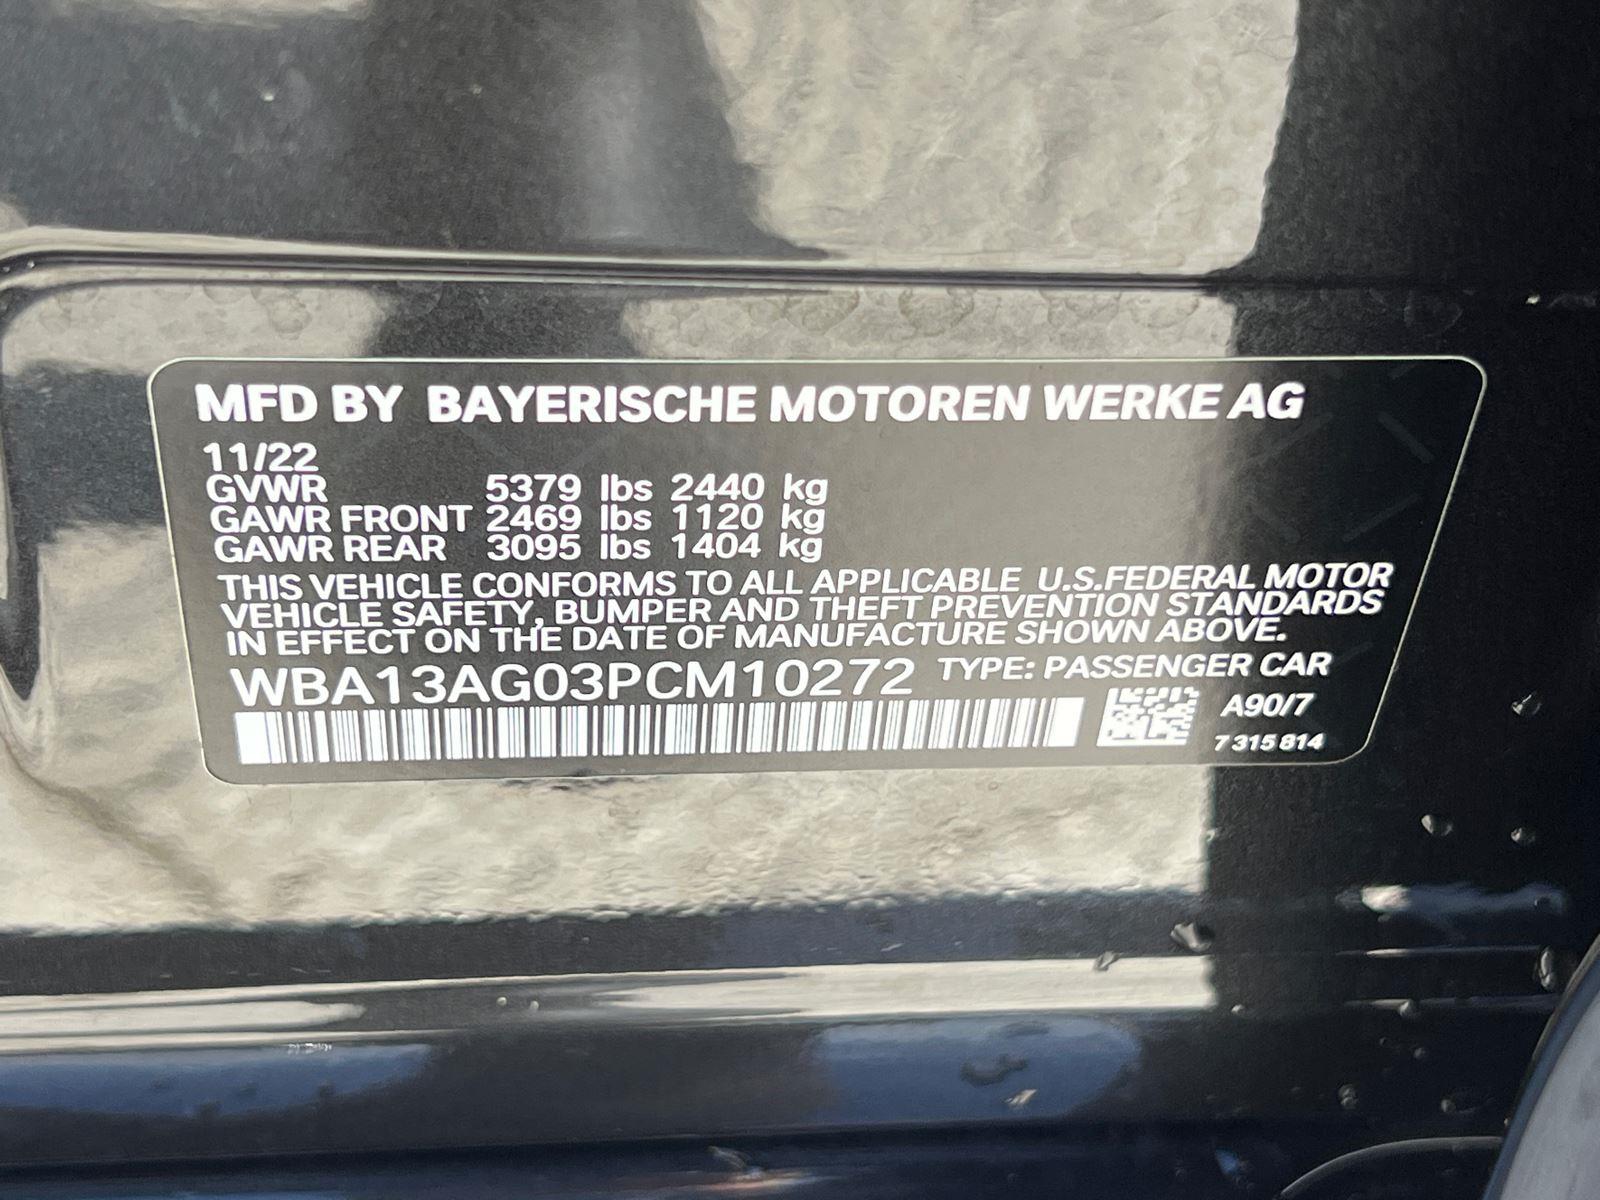 MFD BY BAYERISCHE MOTOREN WERKE AG
11/22
GVWR 5379 lbs 2440 kg
GAWR FRONT 2469 lbs 1120 kg
GAWR REAR 3095 lbs 1404 kg
THIS VEHICLE CONFORMS TO ALL APPLICABLE U.S.FEDERAL MOTOR
VEHICLE SAFETY, BUMPER AND THEFT PREVENTION STANDARDS
IN EFFECT ON THE DATE OF MANUFACTURE SHOWN ABOVE.
WBA13AG03PCM10272 TYPE: PASSENGER CAR
A90/7
7 315 814